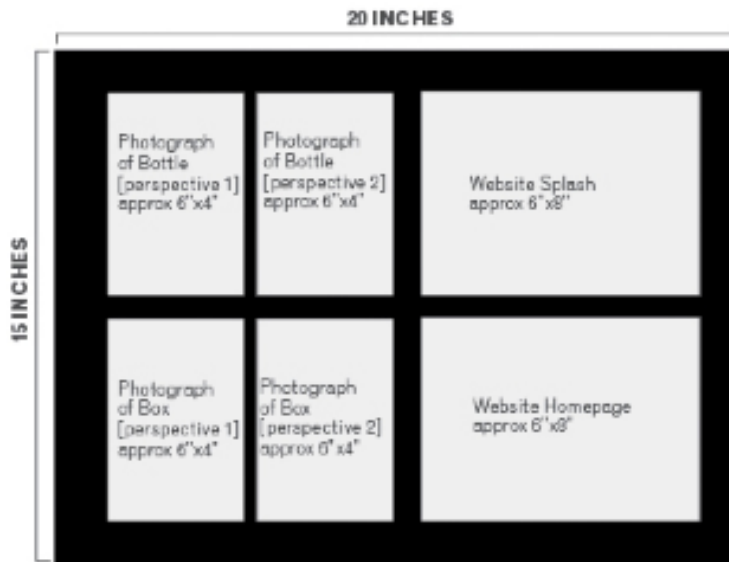 20 INCHES
15 INCHES
Photograph
of Bottle
[perspective 1]
approx 6"x4"
Photograph
of Bottle
[perspective 2]
approx 6"x4"
Website Splash
approx 6"x8"
Photograph
of Box
[perspective 1]
approx 6"x4"
Photograph
of Box
[perspective 2]
approx 6"x4"
Website Homepage
approx 6"x8"